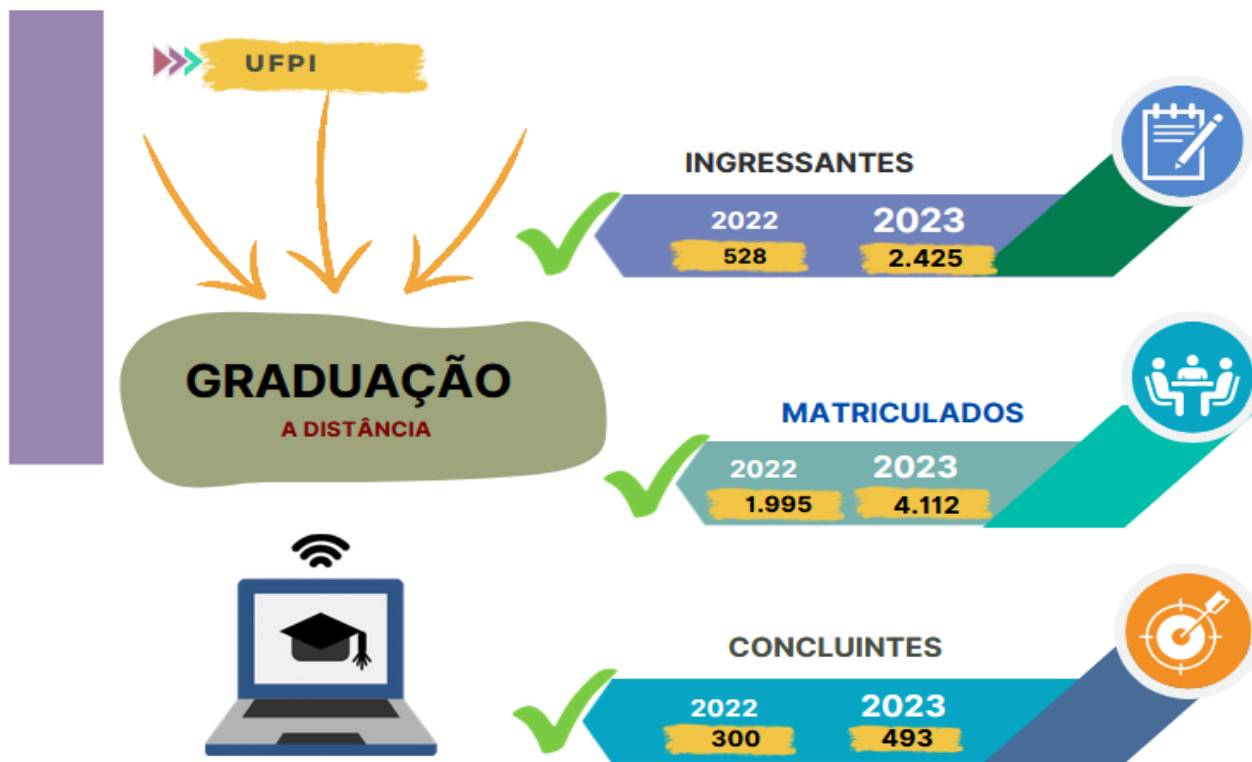 UFPI
GRADUAÇÃO
A DISTÂNCIA
INGRESSANTES
2022 2023
528 2.425
MATRICULADOS
2022 2023
1.995 4.112
CONCLUINTES
2022 2023
300 493